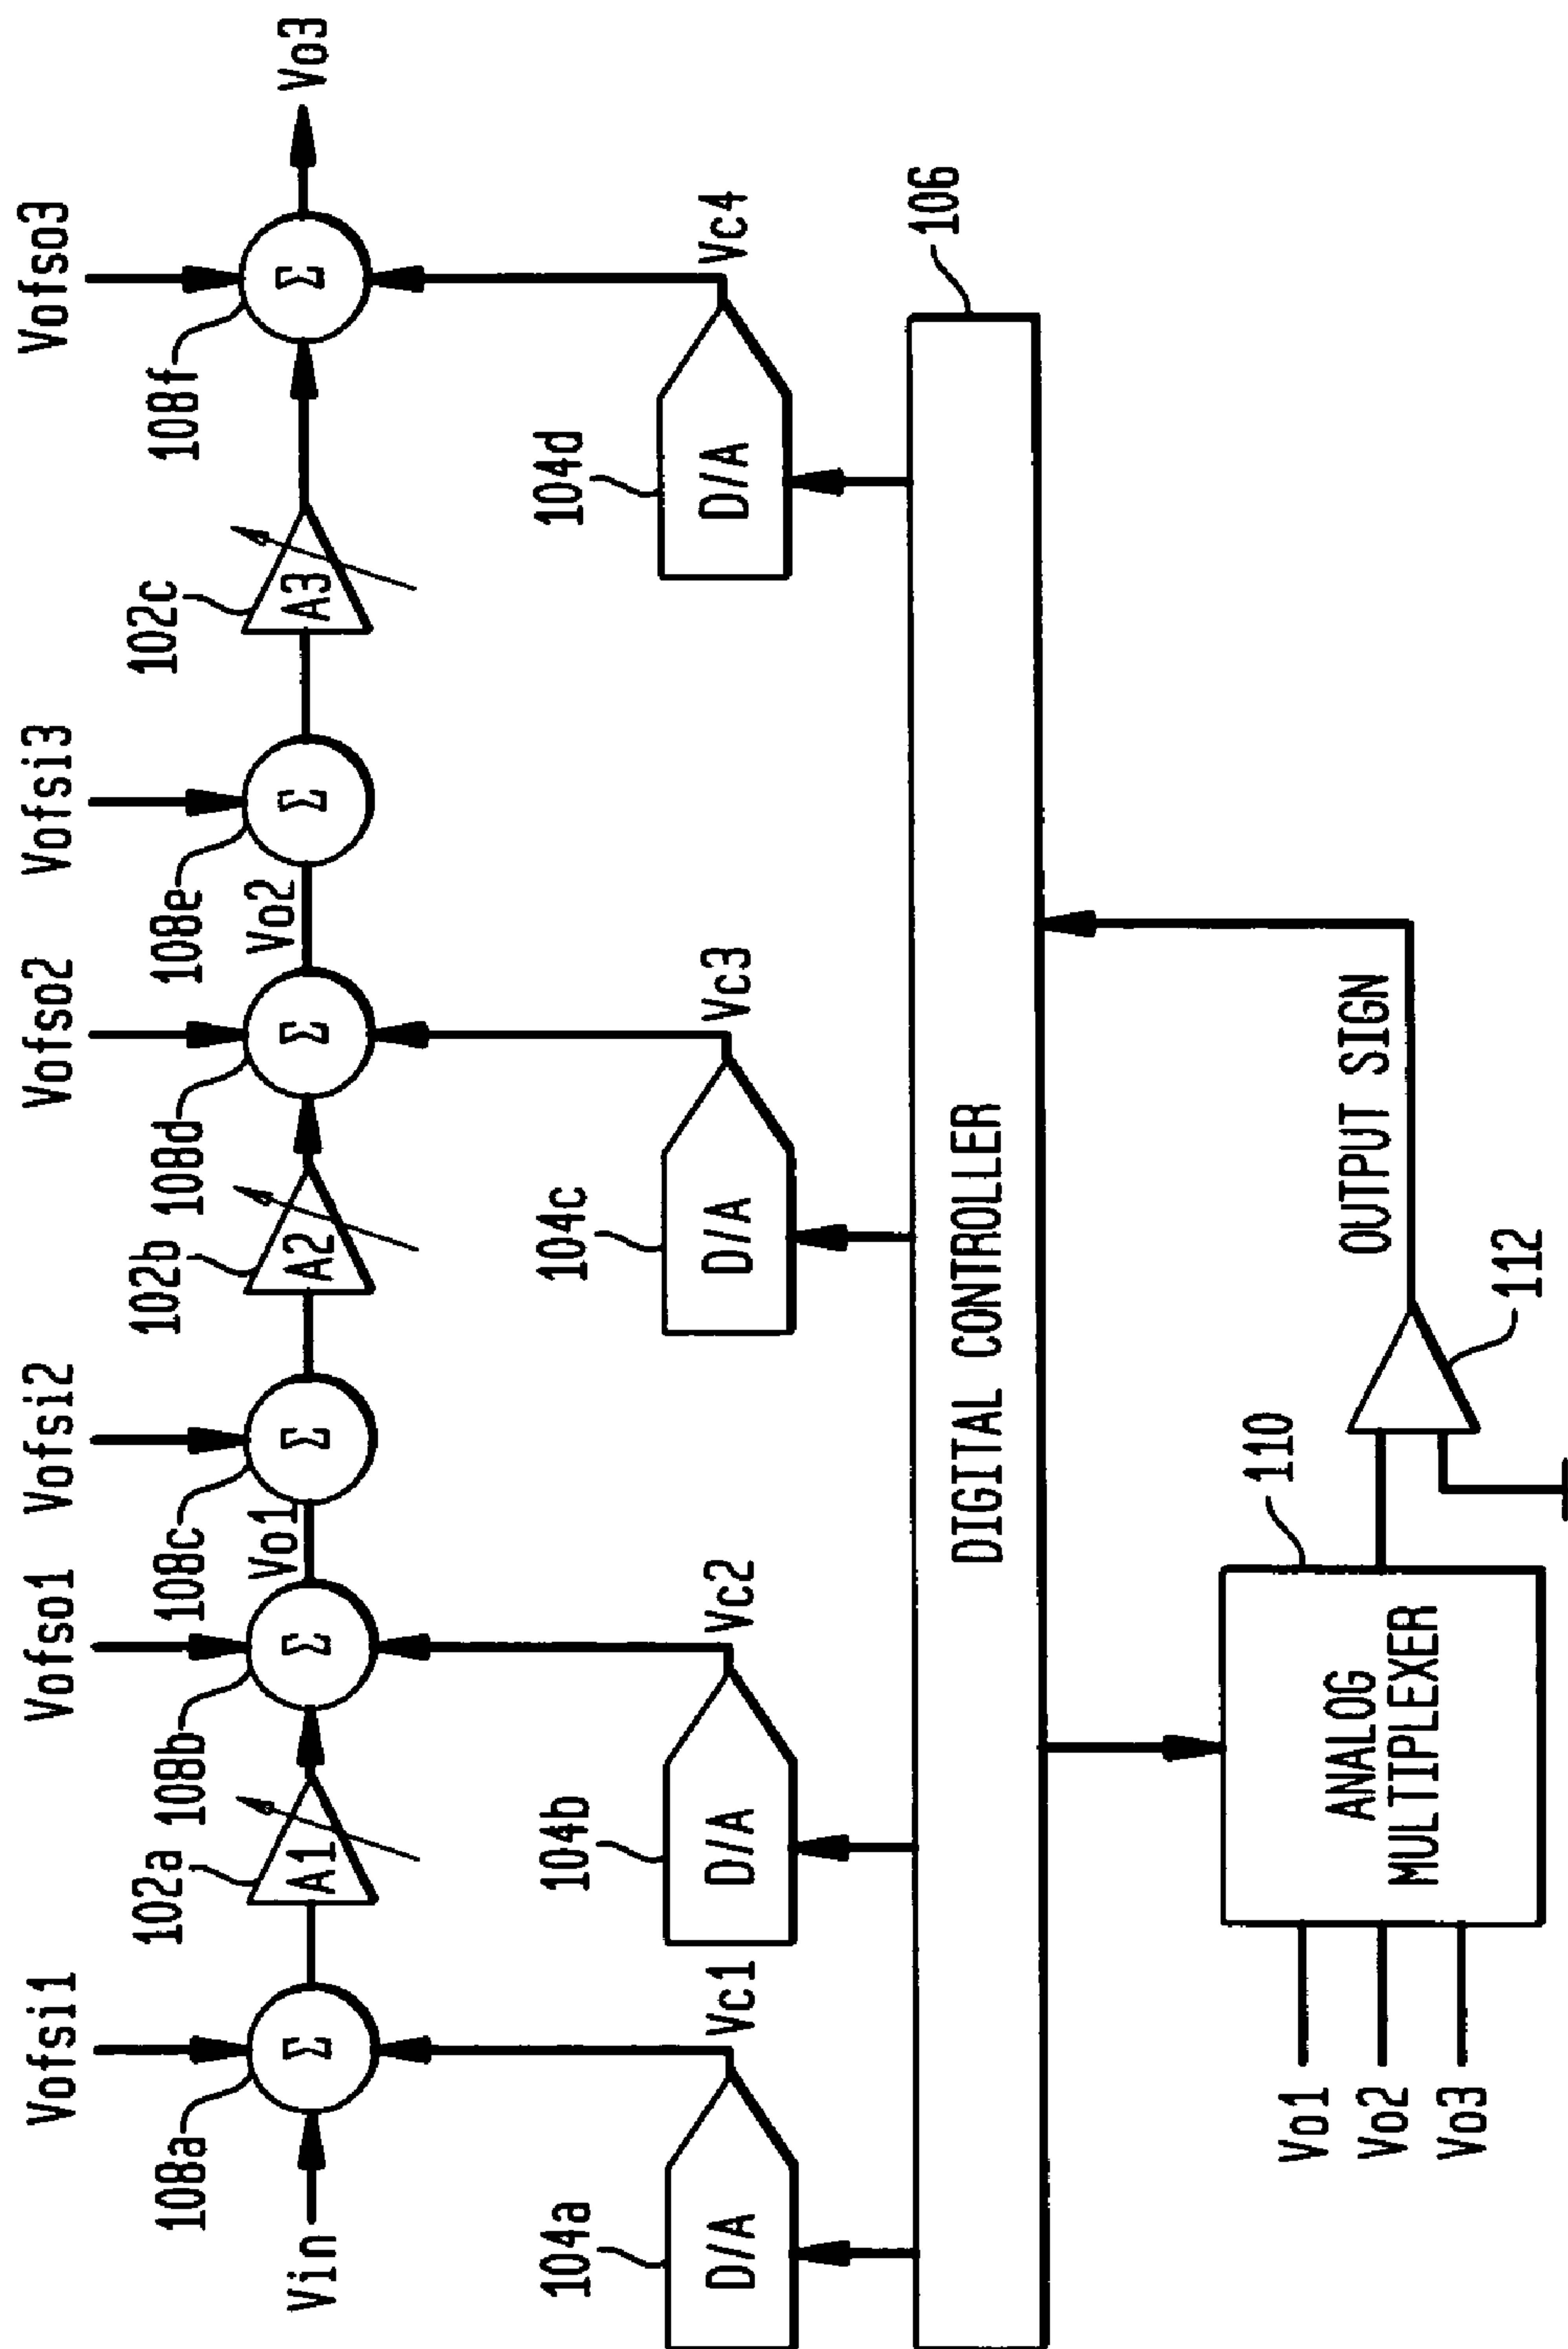 Vofsi1
Vofso1
Vofsi2
Vofso2
Vofsi3
Vofso3
108a
102a
108b
108c
102b
108d
108e
102c
108f
Vin
Σ
A1
Σ
Vo1
Σ
A2
Σ
Vo2
Σ
A3
Σ
Vo3
104a
Vc1
104b
Vc2
104c
Vc3
104d
Vc4
D/A
D/A
D/A
D/A
DIGITAL CONTROLLER
106
110
OUTPUT SIGN
Vo1
Vo2
Vo3
ANALOG
MULTIPLEXER
112